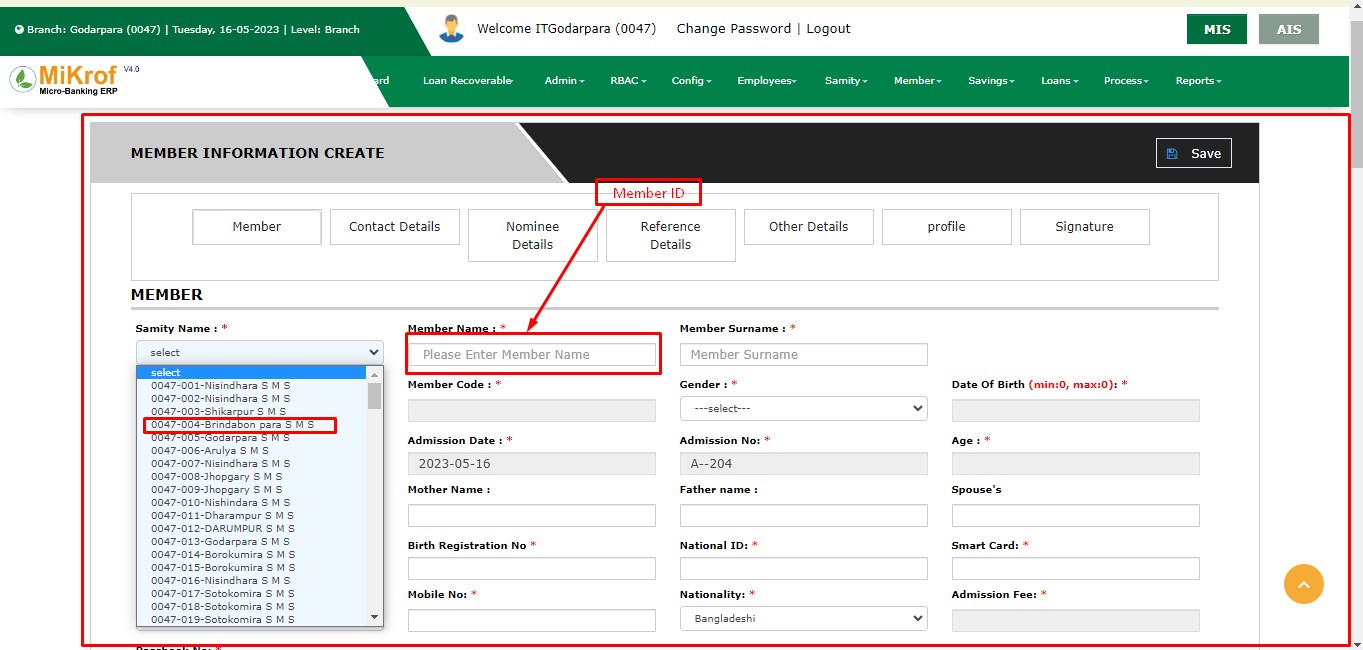 Branch: Godarpara (0047) | Tuesday, 16-05-2023 | Level: Branch
Welcome ITGodarpara (0047) Change Password | Logout
MIS AIS
MiKrof V4.0
Micro-Banking ERP
ard Loan Recoverable Admin RBAC Config Employees Samity Member Savings Loans Process Reports
MEMBER INFORMATION CREATE
Save
Member ID
Member Contact Details Nominee Details Reference Details Other Details profile Signature
MEMBER
Samity Name : * Member Name : * Member Surname : *
select Please Enter Member Name Member Surname
select
0047-001-Nisindhara S M S
0047-002-Nisindhara S M S
0047-003-Shikarpur S M S
0047-004-Brindabon para S M S
0047-005-Godarpara S M S
0047-006-Arulya S M S
0047-007-Nisindhara S M S
0047-008-Jhopgary S M S
0047-009-Jhopgary S M S
0047-010-Nishindara S M S
0047-011-Dharampur S M S
0047-012-DARUMPUR S M S
0047-013-Godarpara S M S
0047-014-Borokumira S M S
0047-015-Borokumira S M S
0047-016-Nisindhara S M S
0047-017-Sotokomira S M S
0047-018-Sotokomira S M S
0047-019-Sotokomira S M S
Member Code : * Gender : * Date Of Birth (min:0, max:0): *
---select---
Admission Date : * Admission No: * Age : *
2023-05-16 A--204
Mother Name : Father name : Spouse's
Birth Registration No * National ID: * Smart Card: *
Mobile No: * Nationality: * Admission Fee: *
Bangladeshi
Passbook No: *